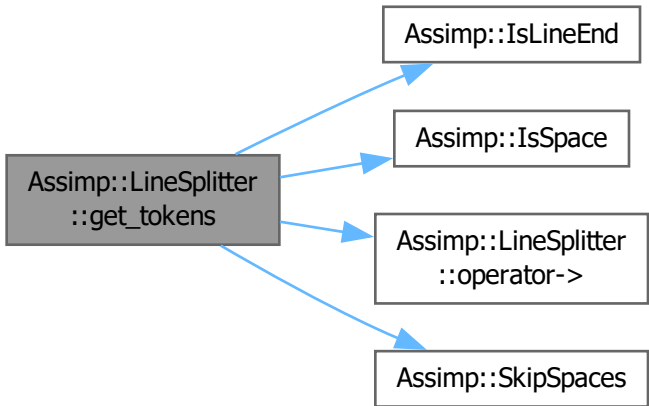 Assimp::LineSplitter
::get_tokens
Assimp::IsLineEnd
Assimp::IsSpace
Assimp::LineSplitter
::operator->
Assimp::SkipSpaces